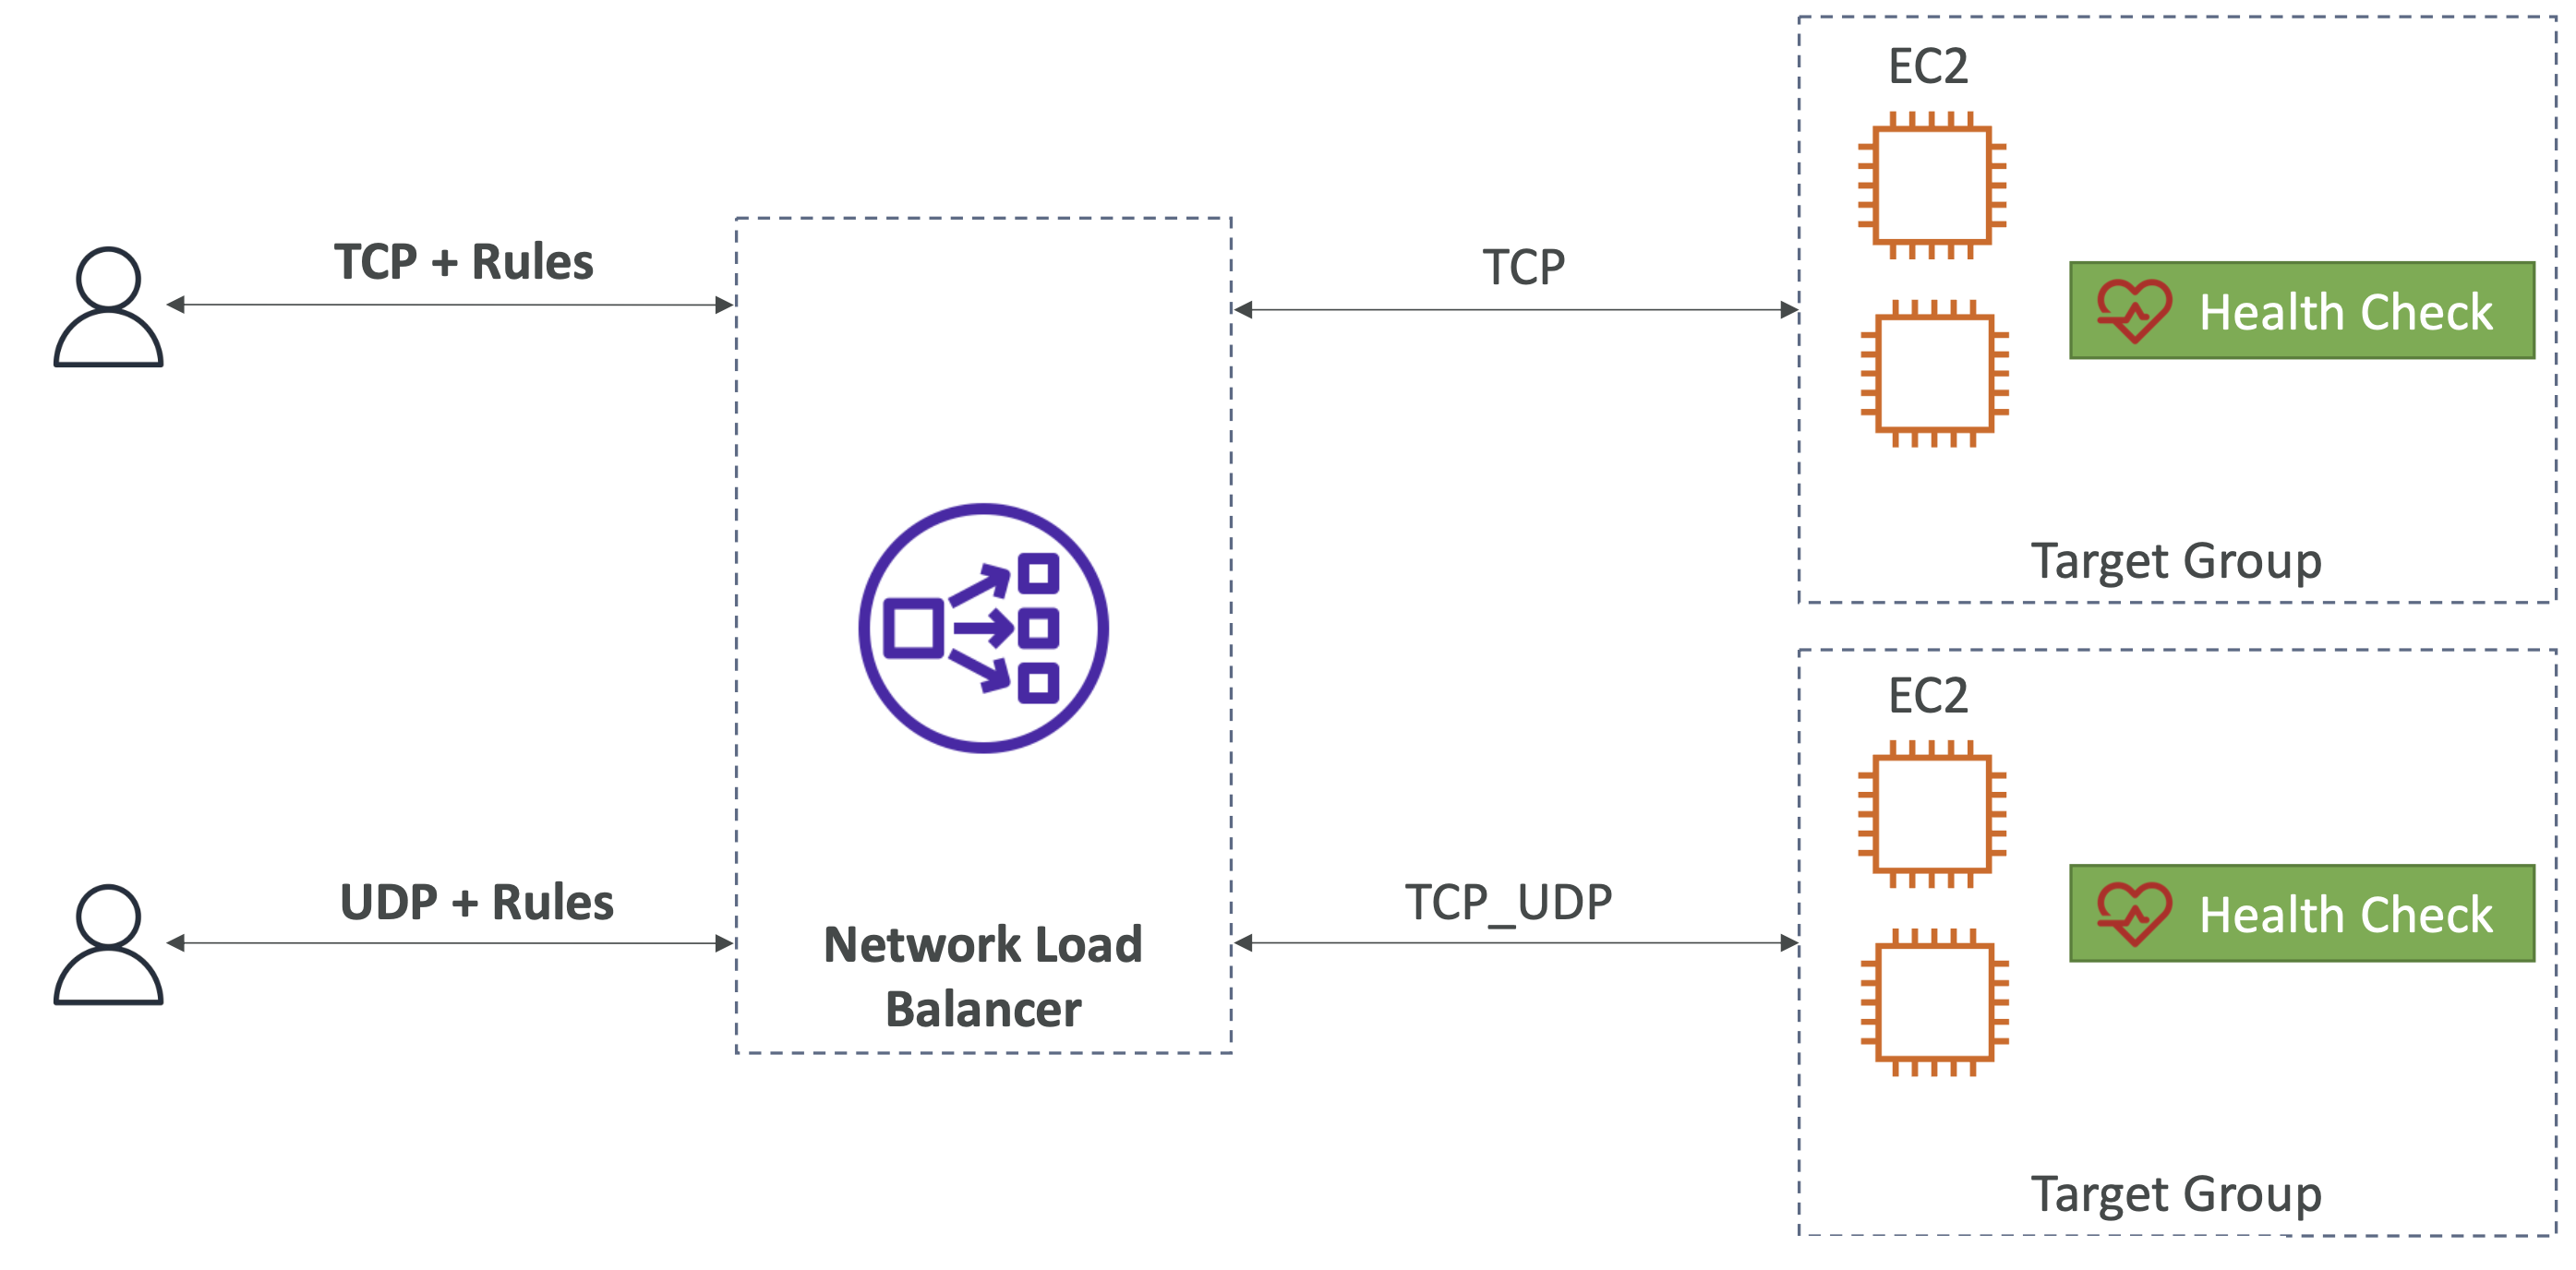 EC2
TCP + Rules
TCP
Health Check
Target Group
EC2
UDP + Rules
TCP_UDP
Health Check
Network Load
Balancer
Target Group